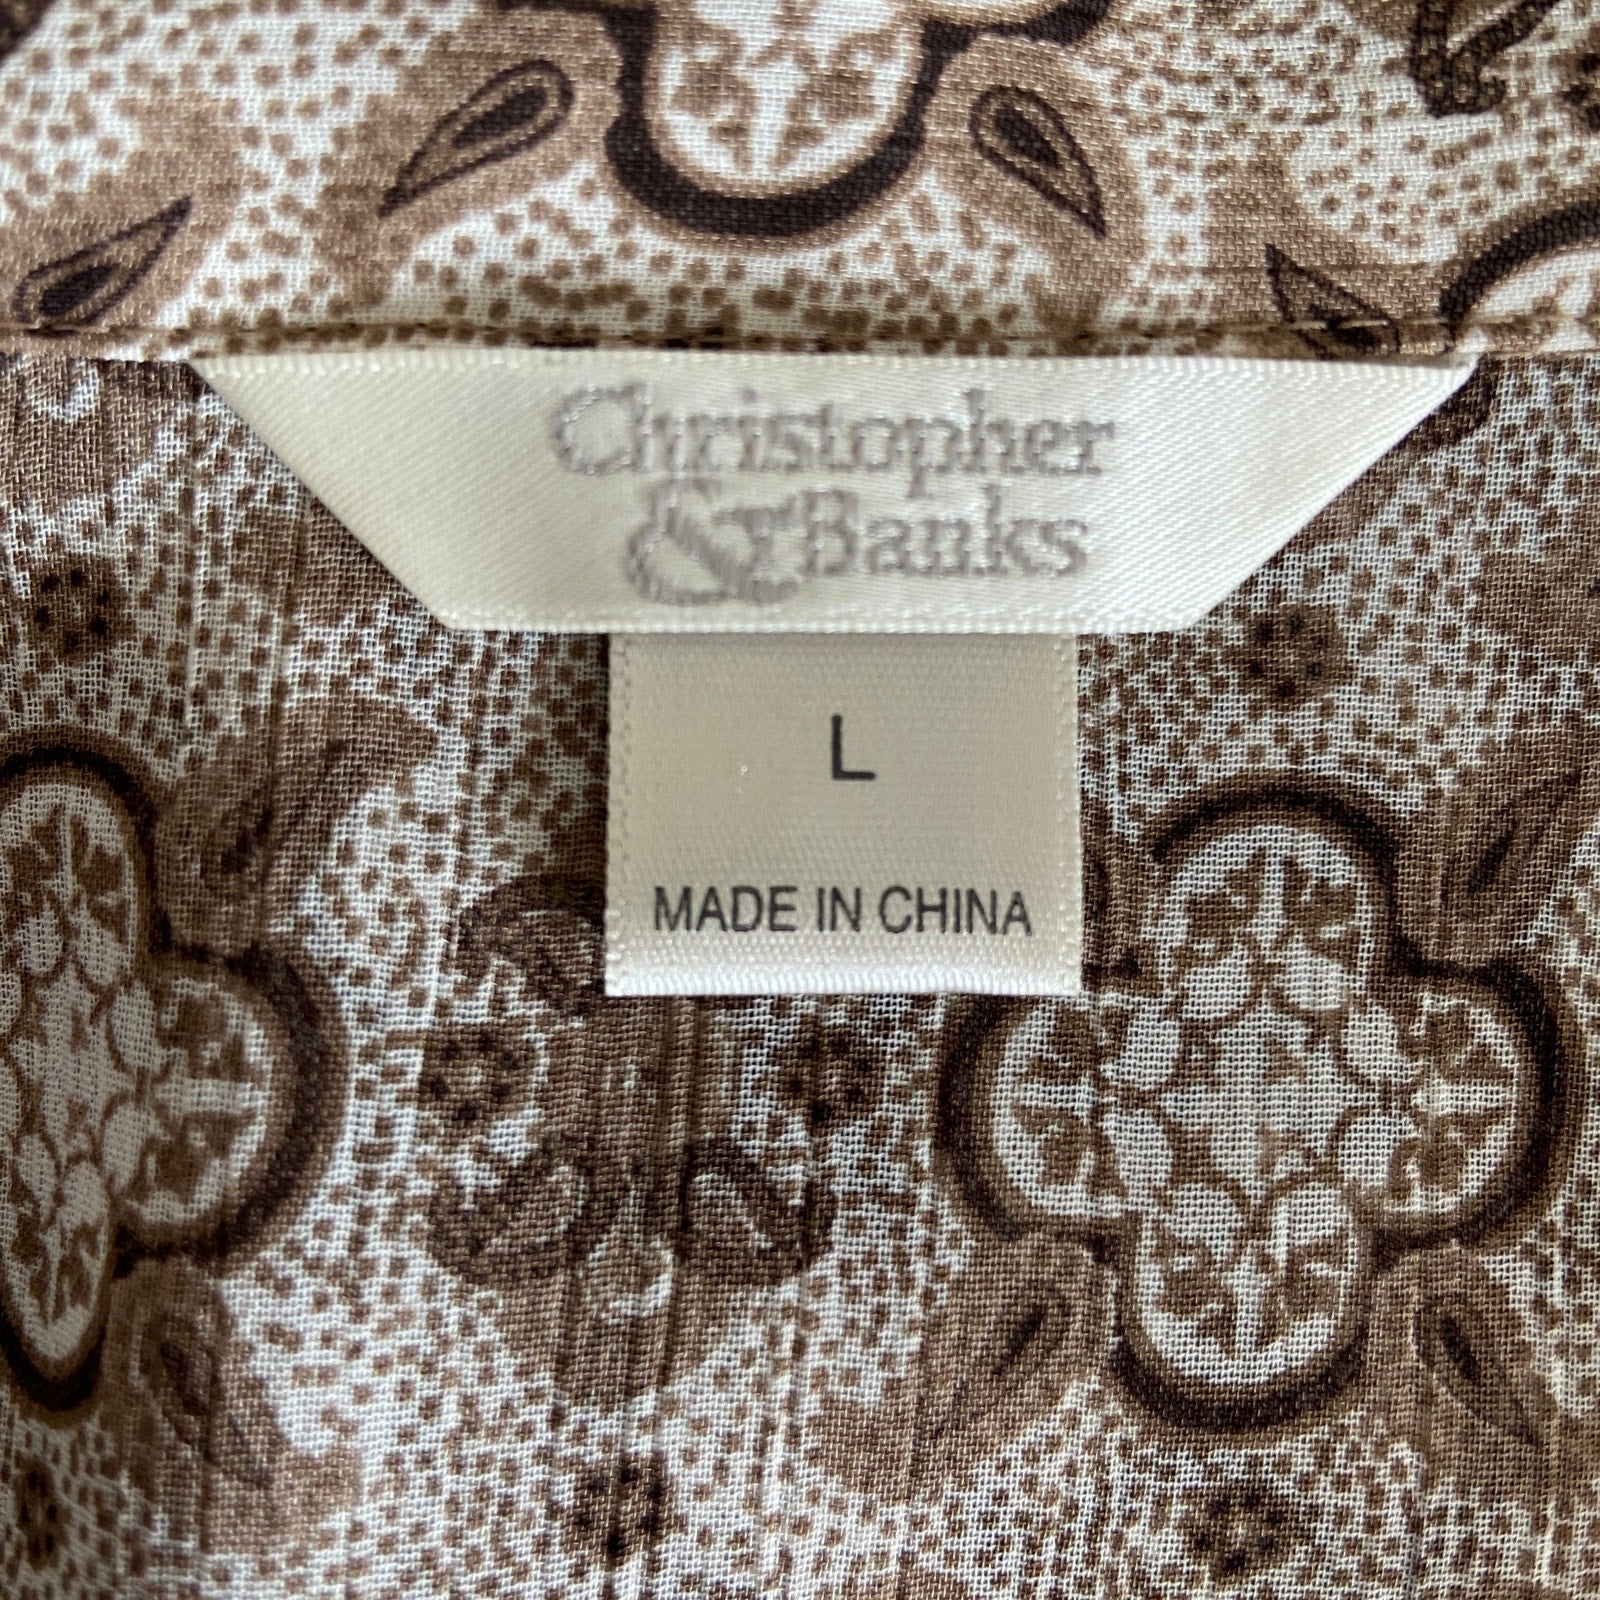 Christopher
& Banks
L
MADE IN CHINA